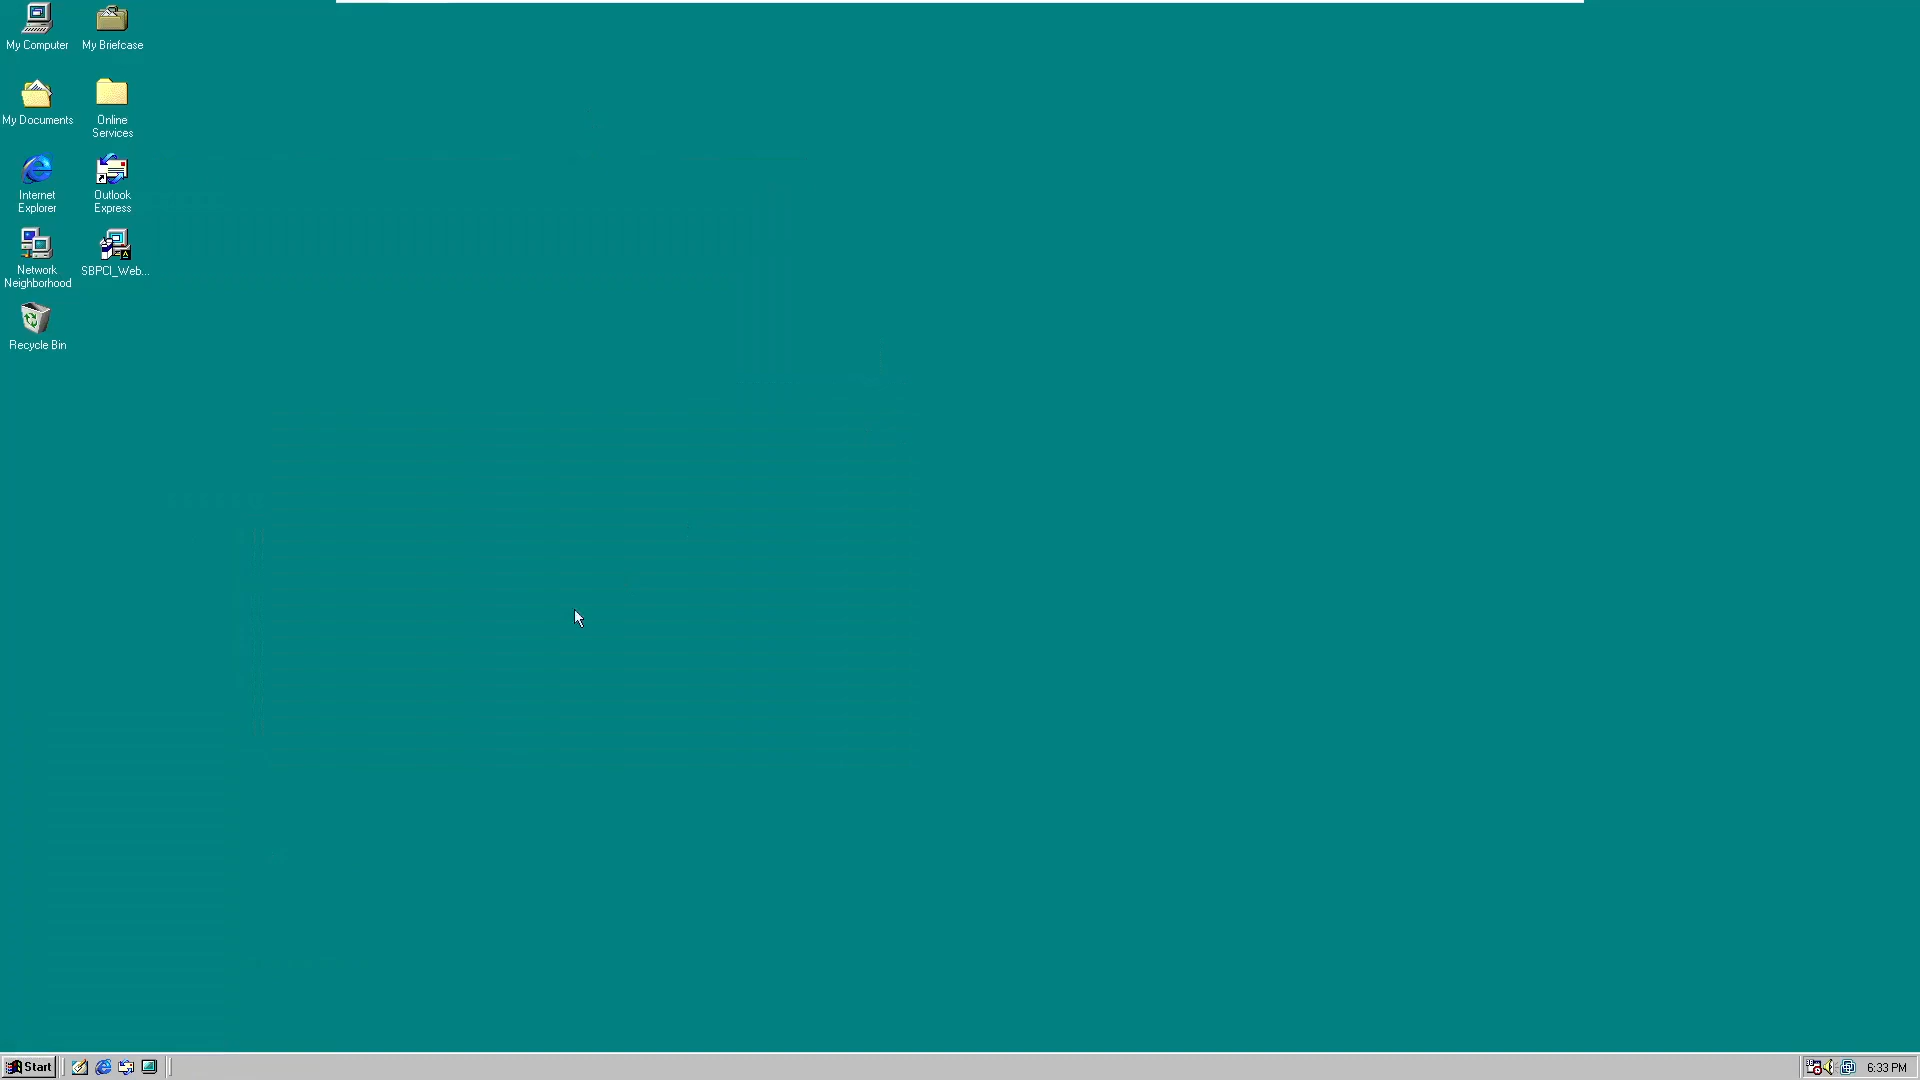 My Computer
My Briefcase
My Documents
Online
Services
Internet
Explorer
Outlook
Express
Network
Neighborhood
SBPCI_Web...
Recycle Bin
Start
6:33 PM